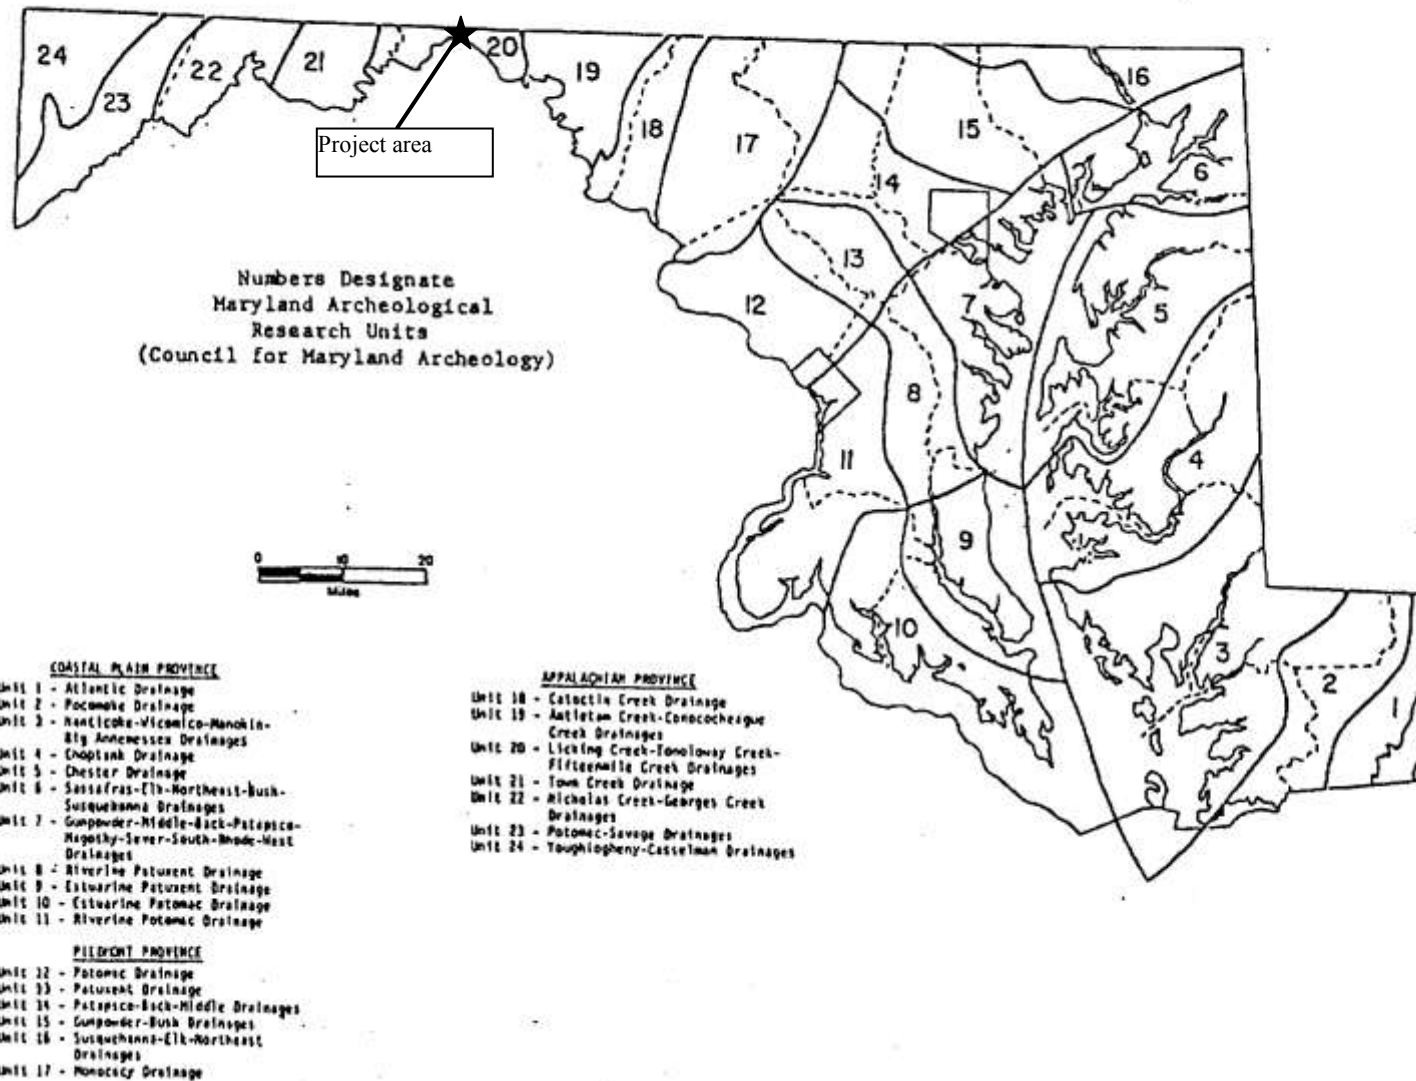 24
23
22
21
20
19
18
17
16
15
14
13
12
11
10
9
8
7
6
5
4
3
2
1
Project area
Numbers Designate
Maryland Archeological
Research Units
(Council for Maryland Archeology)
0 10 20
Miles
COASTAL PLAIN PROVINCE
Unit 1 - Atlantic Drainage
Unit 2 - Pocomoke Drainage
Unit 3 - Nanticoke-Wicomico-Manokin-
Big Annemessex Drainages
Unit 4 - Choptank Drainage
Unit 5 - Chester Drainage
Unit 6 - Sassafras-Elk-Northeast-Bush-
Susquehanna Drainages
Unit 7 - Gunpowder-Middle-Back-Patapsco-
Magothy-Sever-South-Rhode-West
Drainages
Unit 8 - Riverine Patuxent Drainage
Unit 9 - Estuarine Patuxent Drainage
Unit 10 - Estuarine Potomac Drainage
Unit 11 - Riverine Potomac Drainage
PIEDMONT PROVINCE
Unit 12 - Potomac Drainage
Unit 13 - Patuxent Drainage
Unit 14 - Patapsco-Back-Middle Drainages
Unit 15 - Gunpowder-Bush Drainages
Unit 16 - Susquehanna-Elk-Northeast
Drainages
Unit 17 - Monocacy Drainage
APPALACHIAN PROVINCE
Unit 18 - Catoctin Creek Drainage
Unit 19 - Antietam Creek-Conococheague
Creek Drainages
Unit 20 - Licking Creek-Tonoloway Creek-
Fifteenmile Creek Drainages
Unit 21 - Town Creek Drainage
Unit 22 - Nicholas Creek-Georges Creek
Drainages
Unit 23 - Potomac-Savage Drainages
Unit 24 - Youghiogheny-Casselman Drainages